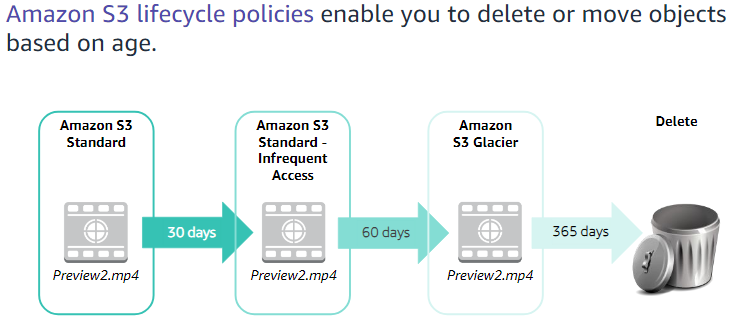 Amazon S3 lifecycle policies enable you to delete or move objects
based on age.
Amazon S3
Standard
Amazon S3
Standard -
Infrequent
Access
Amazon
S3 Glacier
Delete
30 days
60 days
365 days
Preview2.mp4
Preview2.mp4
Preview2.mp4